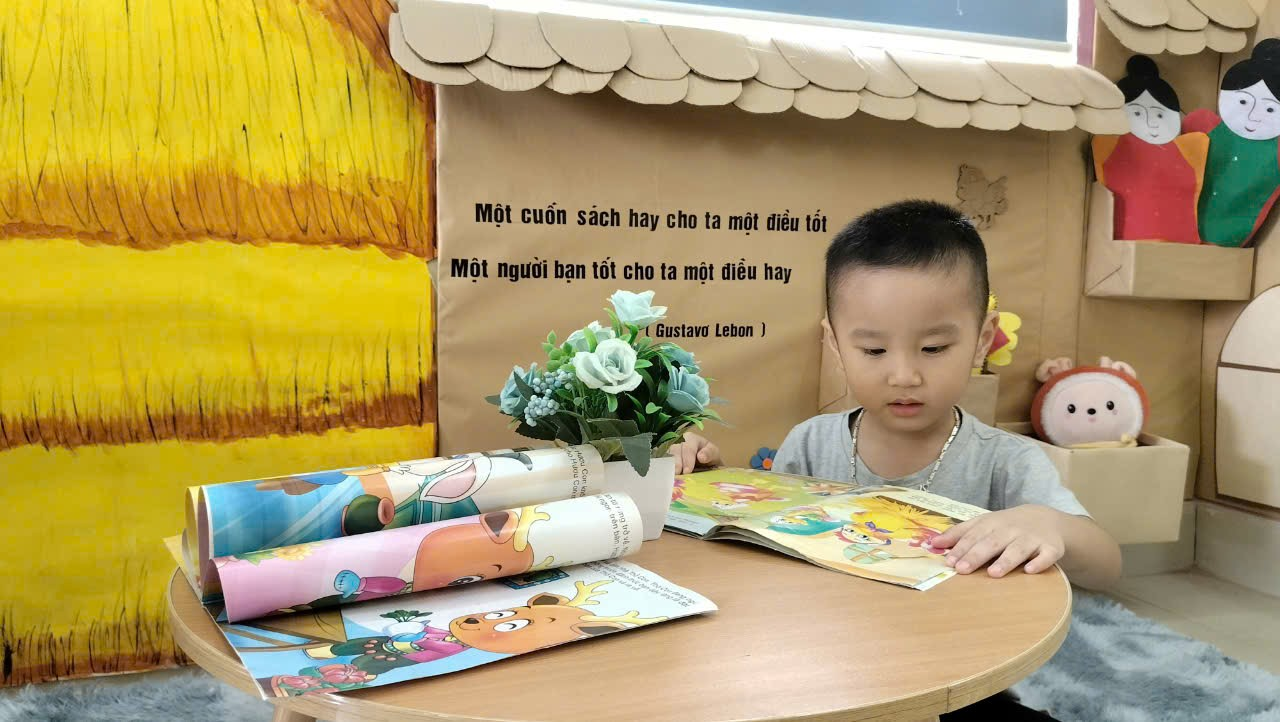 Một cuốn sách hay cho ta một điều tốt
Một người bạn tốt cho ta một điều hay
( Gustavơ Lebon )